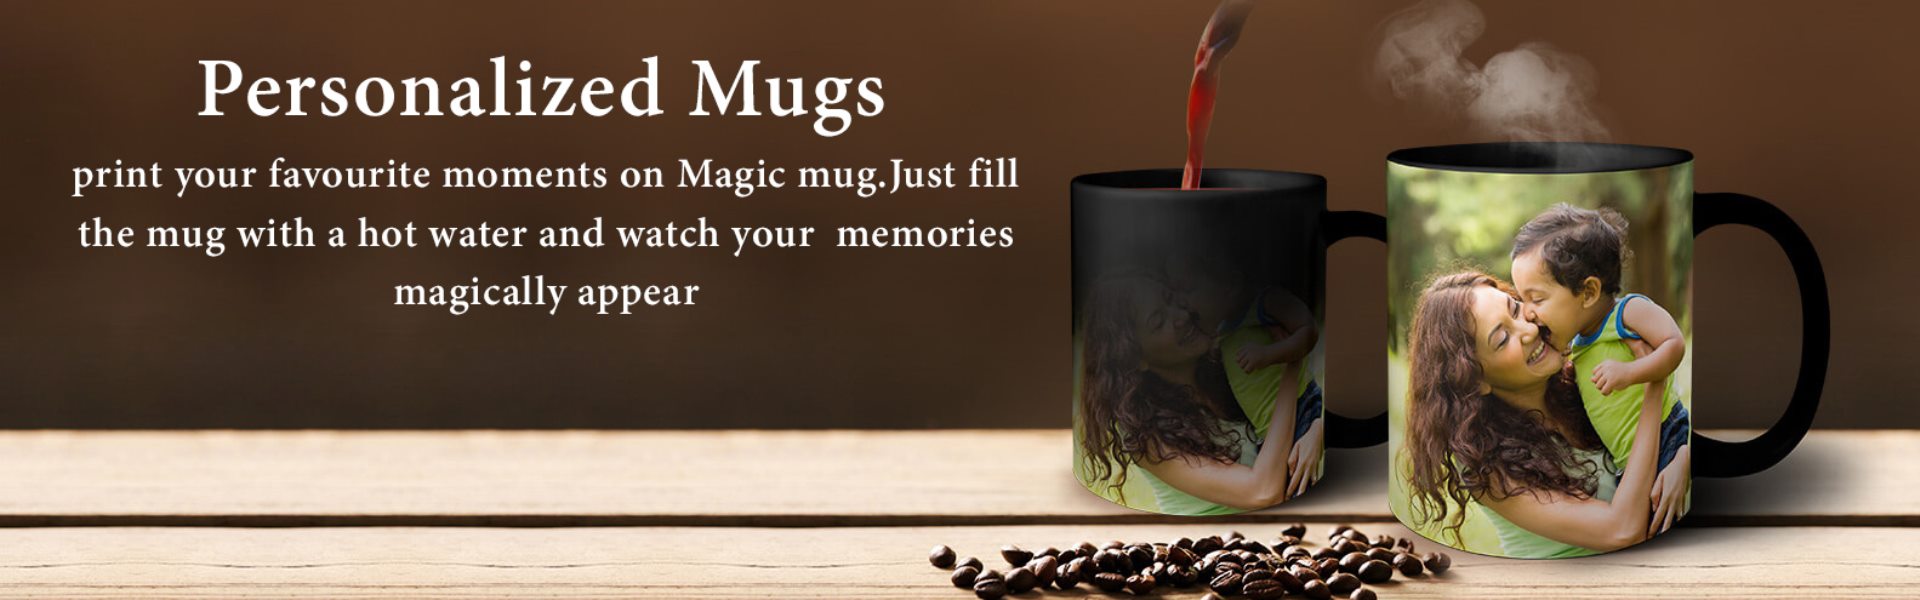 Personalized Mugs
print your favourite moments on Magic mug.Just fill
the mug with a hot water and watch your  memories
magically appear